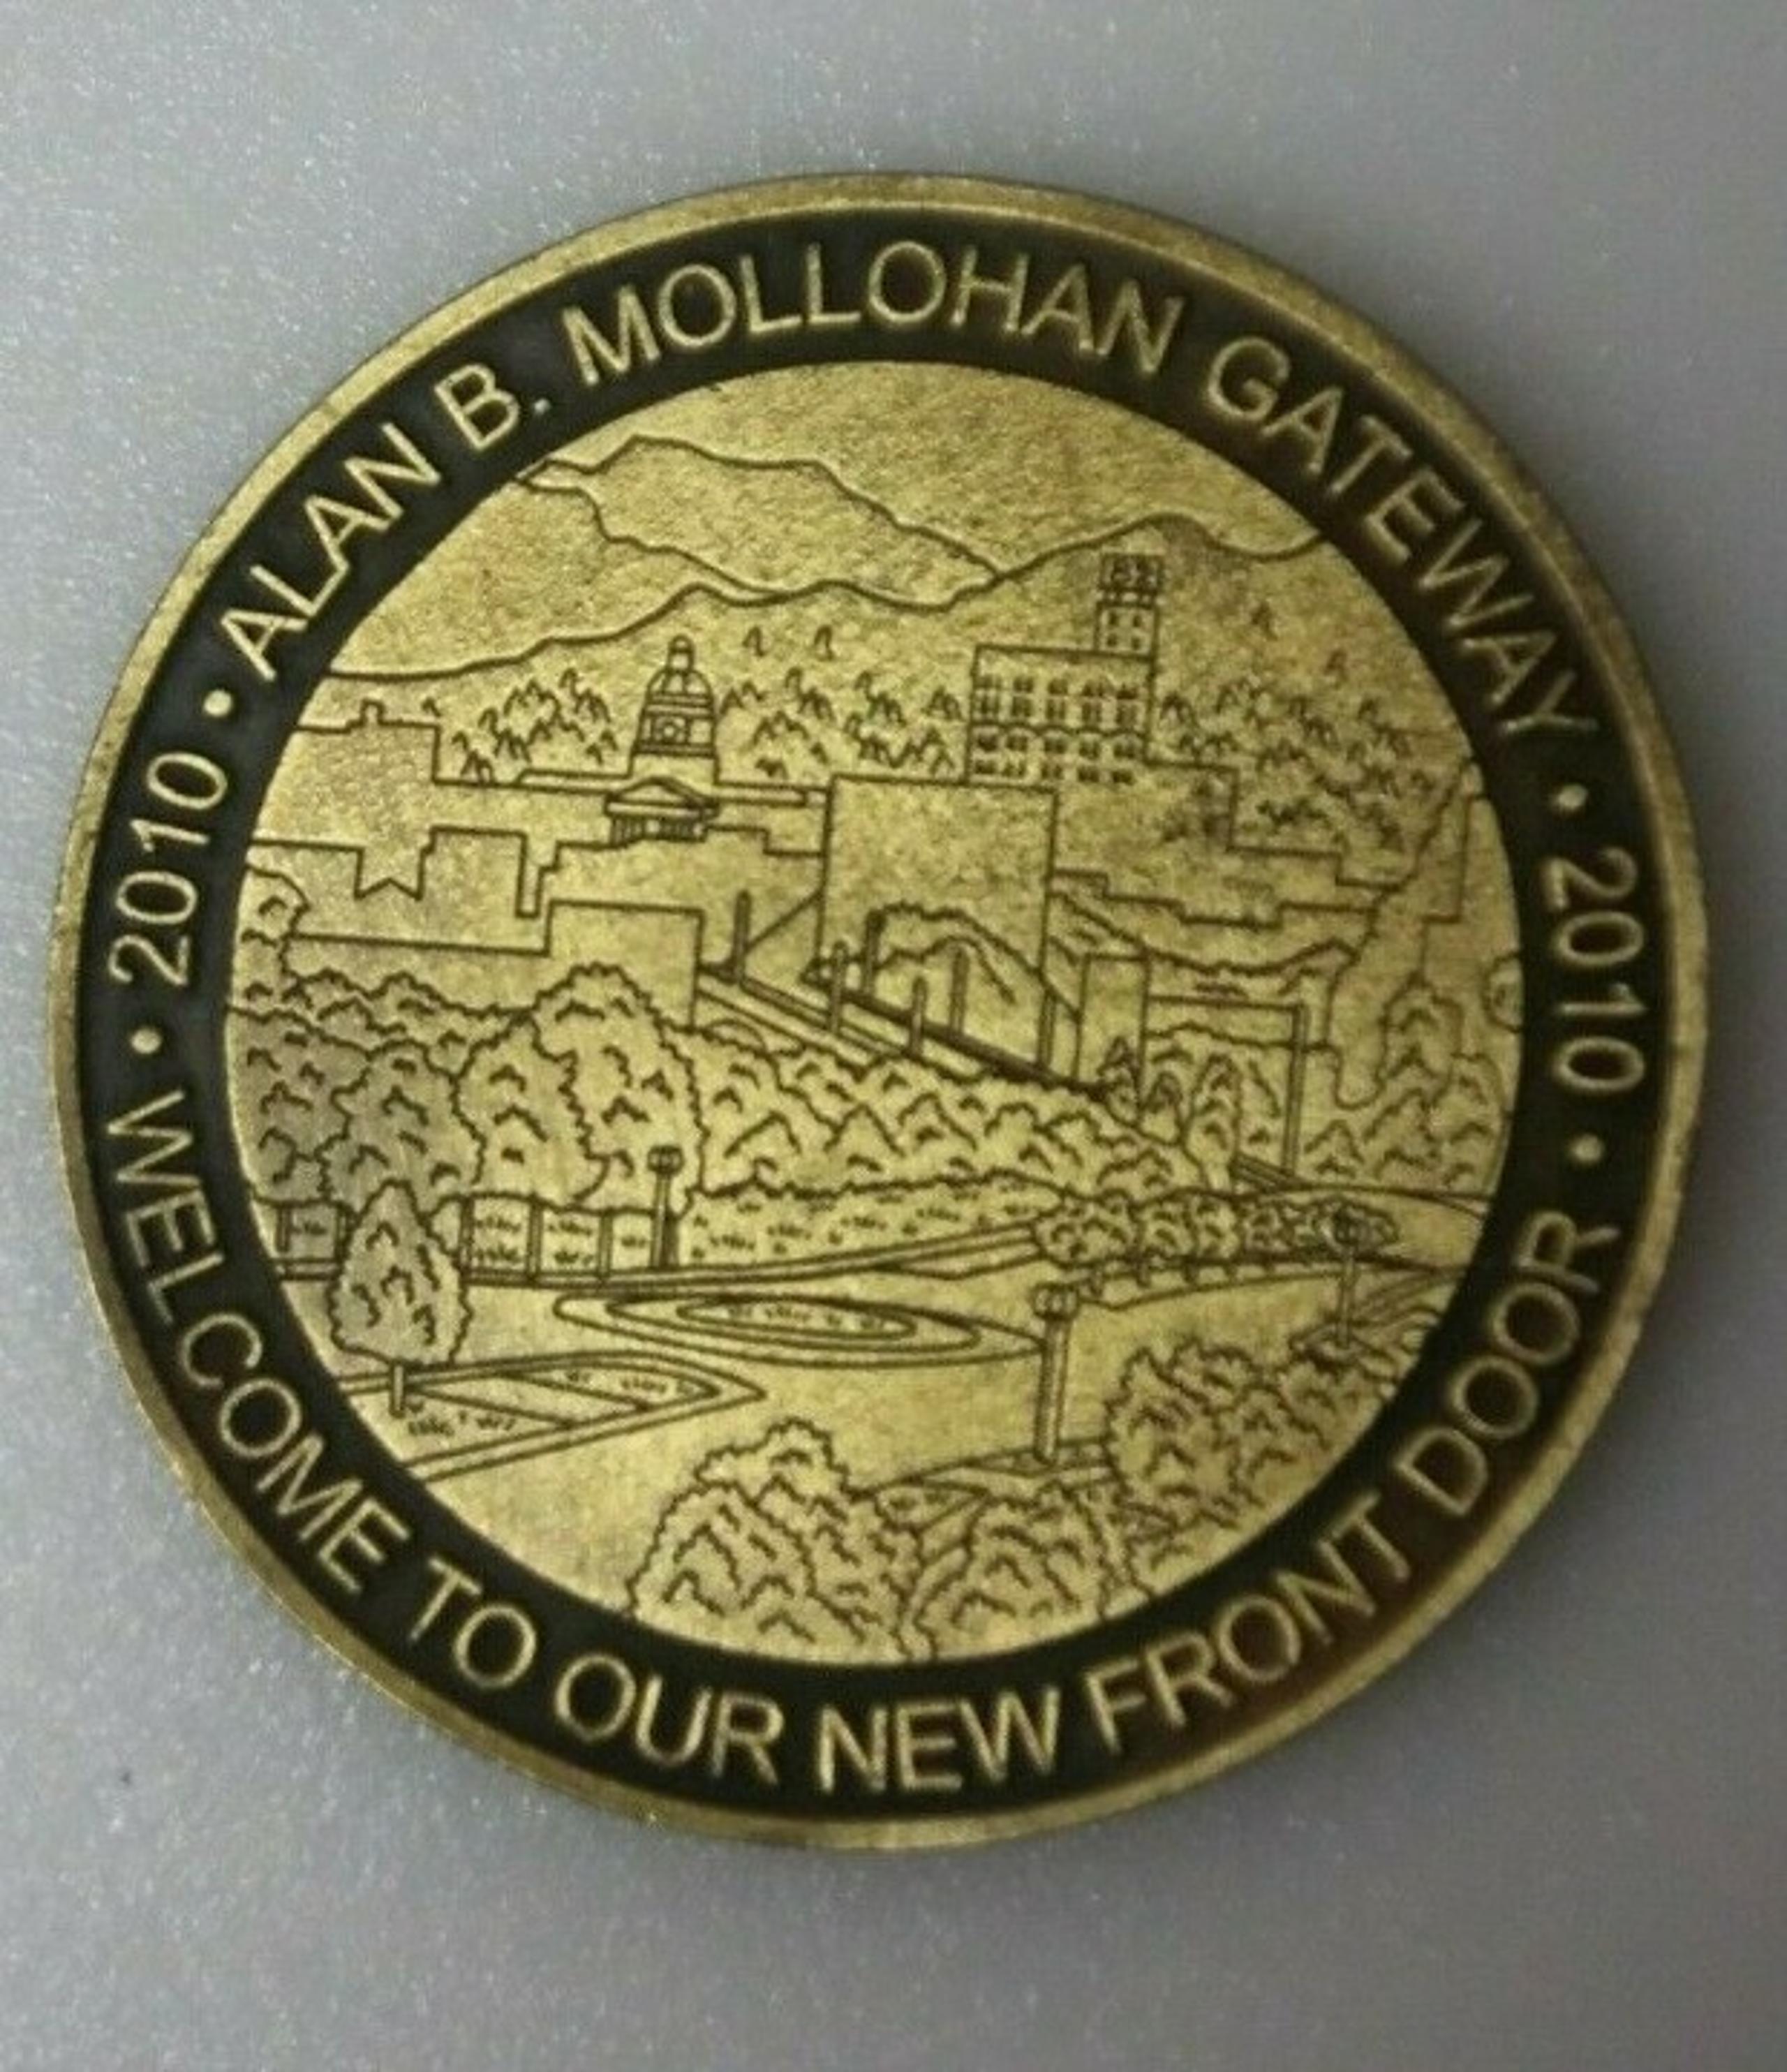 • ALAN B. MOLLOHAN GATEWAY •
2010
• WELCOME TO OUR NEW FRONT DOOR •
2010